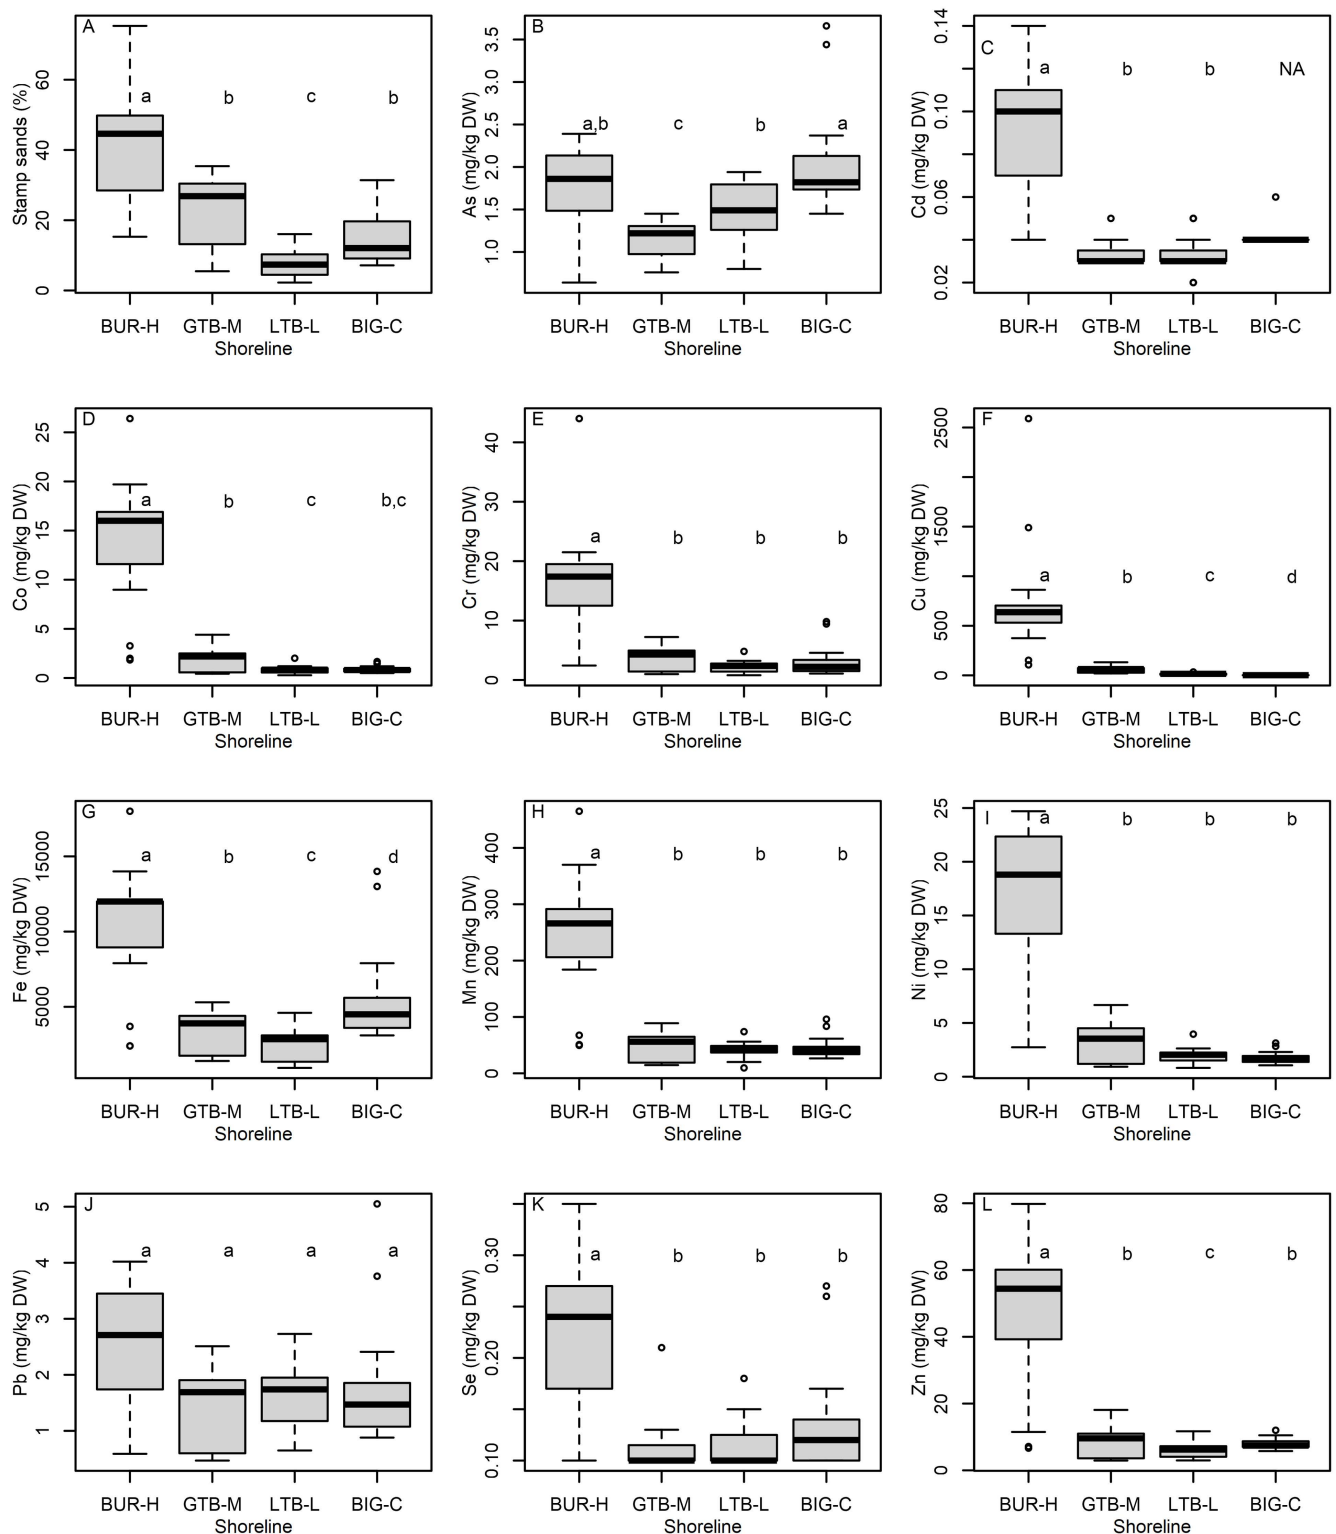 A
Stamp sands (%)
60
40
20
0
a b c b
BUR-H GTB-M LTB-L BIG-C
Shoreline
B
As (mg/kg DW)
3.5
3.0
2.5
2.0
1.5
1.0
a,b c b a
BUR-H GTB-M LTB-L BIG-C
Shoreline
C
Cd (mg/kg DW)
0.14
0.10
0.06
0.02
a b b NA
BUR-H GTB-M LTB-L BIG-C
Shoreline
D
Co (mg/kg DW)
25
20
15
10
5
0
a b c b,c
BUR-H GTB-M LTB-L BIG-C
Shoreline
E
Cr (mg/kg DW)
40
30
20
10
0
a b b b
BUR-H GTB-M LTB-L BIG-C
Shoreline
F
Cu (mg/kg DW)
2500
1500
500
0
a b c d
BUR-H GTB-M LTB-L BIG-C
Shoreline
G
Fe (mg/kg DW)
15000
10000
5000
a b c d
BUR-H GTB-M LTB-L BIG-C
Shoreline
H
Mn (mg/kg DW)
400
300
200
100
0
a b b b
BUR-H GTB-M LTB-L BIG-C
Shoreline
I
Ni (mg/kg DW)
25
20
15
10
5
0
a b b b
BUR-H GTB-M LTB-L BIG-C
Shoreline
J
Pb (mg/kg DW)
5
4
3
2
1
a a a a
BUR-H GTB-M LTB-L BIG-C
Shoreline
K
Se (mg/kg DW)
0.30
0.20
0.10
a b b b
BUR-H GTB-M LTB-L BIG-C
Shoreline
L
Zn (mg/kg DW)
80
60
40
20
0
a b c b
BUR-H GTB-M LTB-L BIG-C
Shoreline